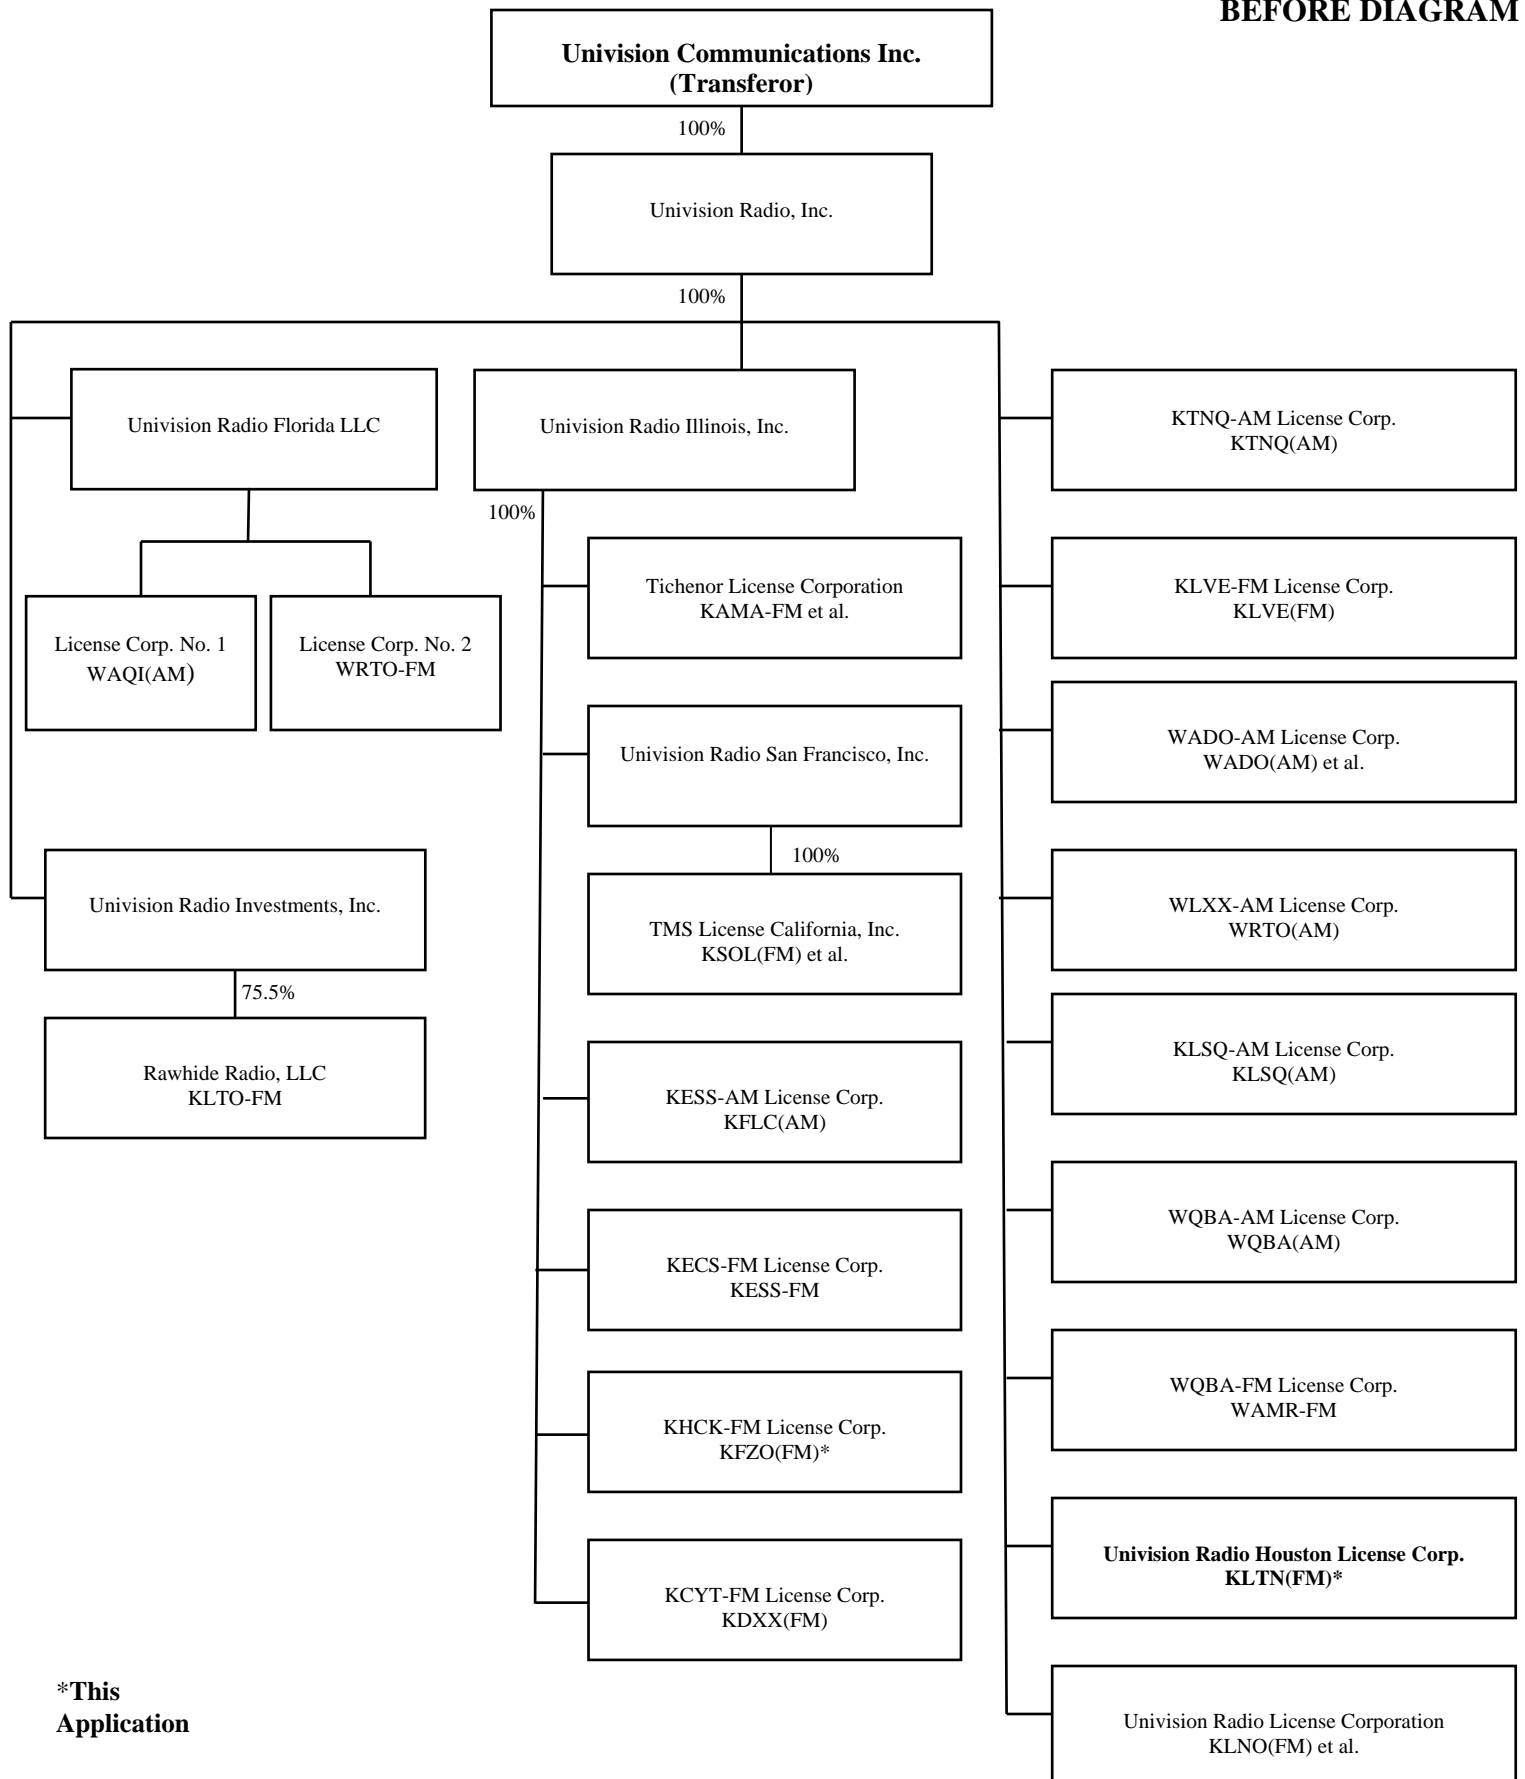 BEFORE DIAGRAM
Univision Communications Inc.
(Transferor)
100%
Univision Radio, Inc.
100%
Univision Radio Florida LLC
License Corp. No. 1
WAQI(AM)
License Corp. No. 2
WRTO-FM
Univision Radio Investments, Inc.
75.5%
Rawhide Radio, LLC
KLTO-FM
Univision Radio Illinois, Inc.
100%
Tichenor License Corporation
KAMA-FM et al.
Univision Radio San Francisco, Inc.
100%
TMS License California, Inc.
KSOL(FM) et al.
KESS-AM License Corp.
KFLC(AM)
KECS-FM License Corp.
KESS-FM
KHCK-FM License Corp.
KFZO(FM)*
KCYT-FM License Corp.
KDXX(FM)
KTNQ-AM License Corp.
KTNQ(AM)
KLVE-FM License Corp.
KLVE(FM)
WADO-AM License Corp.
WADO(AM) et al.
WLXX-AM License Corp.
WRTO(AM)
KLSQ-AM License Corp.
KLSQ(AM)
WQBA-AM License Corp.
WQBA(AM)
WQBA-FM License Corp.
WAMR-FM
Univision Radio Houston License Corp.
KLTN(FM)*
Univision Radio License Corporation
KLNO(FM) et al.
*This
Application